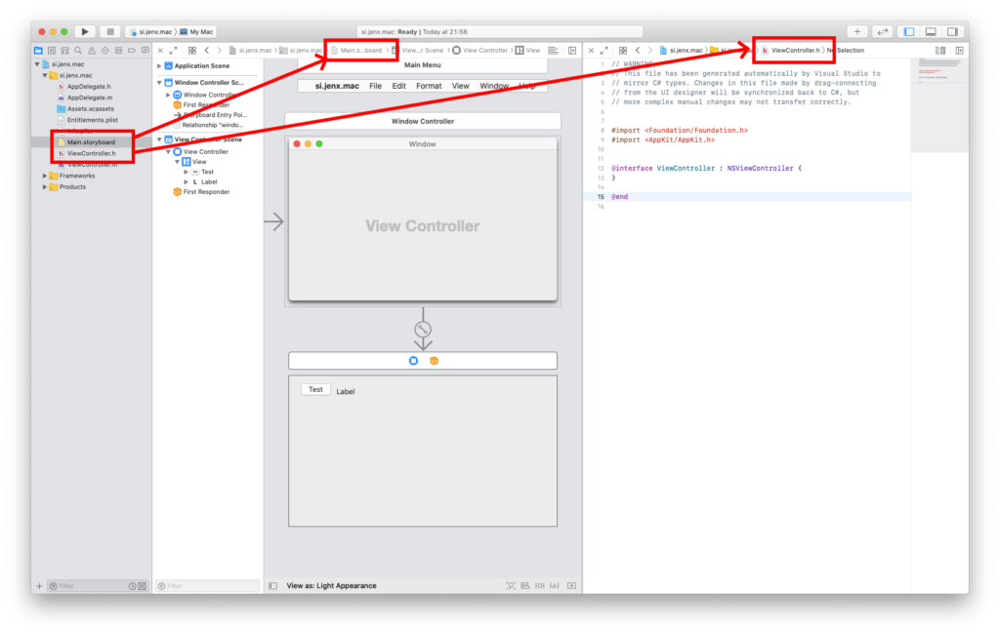 si.jenx.mac
My Mac
si.jenx.mac: Ready | Today at 21:56
si.jenx.mac
si.jenx.mac
AppDelegate.h
AppDelegate.m
Assets.xcassets
Entitlements.plist
Main.storyboard
ViewController.h
ViewController.m
Frameworks
Products
Filter
Application Scene
Window Controller Sc...
Window Controller
First Responder
Storyboard Entry Poi...
Relationship "windo...
View Controller Scene
View Controller
View
Test
L Label
First Responder
Filter
si.jenx.mac
si.jenx.mac
Main.s...board
View...r Scene
View Controller
View
Main Menu
si.jenx.mac File Edit Format View Window Help
Window Controller
Window
View Controller
Test
Label
View as: Light Appearance
si.jenx.mac
ViewController.h
No Selection
1 // WARNING
2 // This file has been generated automatically by Visual Studio to
3 // mirror C# types. Changes in this file made by drag-connecting
4 // from the UI designer will be synchronized back to C#, but
5 // more complex manual changes may not transfer correctly.
6
7
8 #import <Foundation/Foundation.h>
9 #import <AppKit/AppKit.h>
10
11
12 @interface ViewController : NSViewController {
13 }
14
15 @end
16